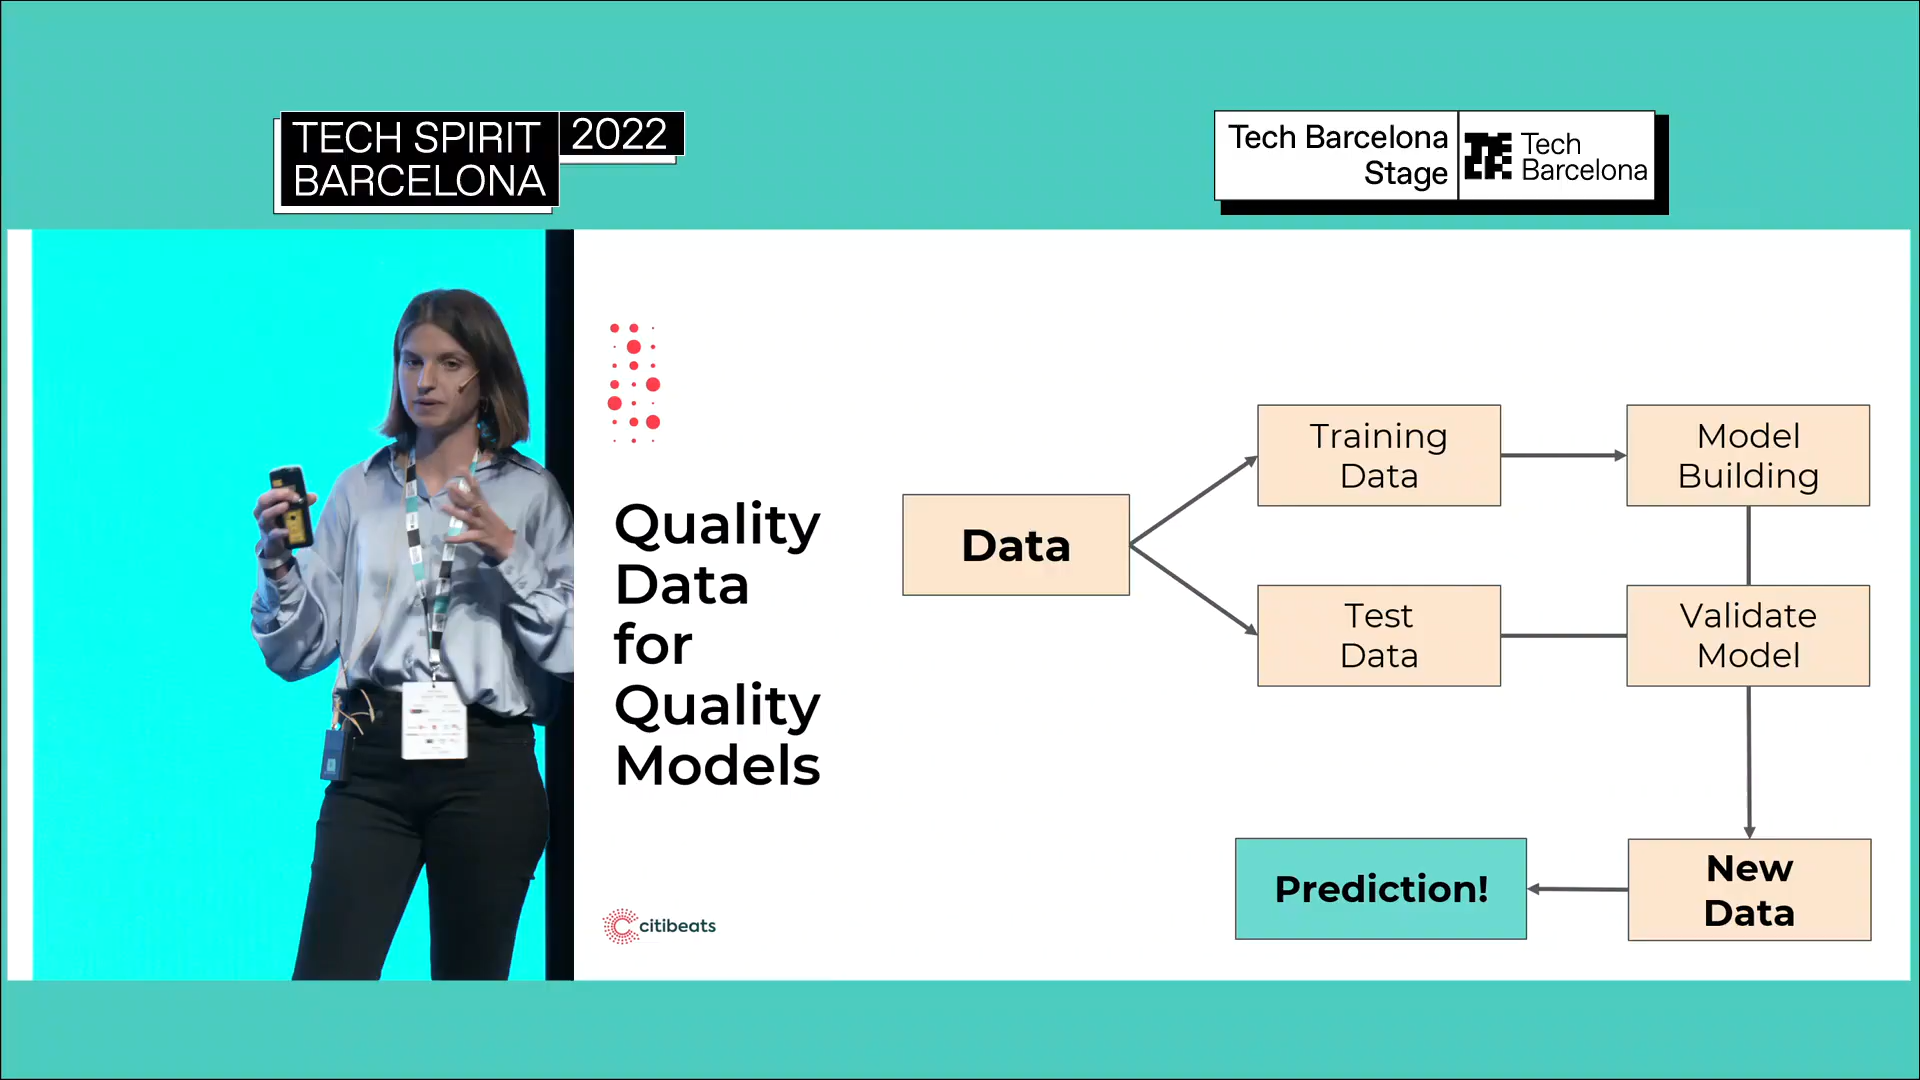 TECH SPIRIT
BARCELONA
2022
Tech Barcelona
Stage
Tech
Barcelona
Quality
Data
for
Quality
Models
Data
Training
Data
Model
Building
Test
Data
Validate
Model
New
Data
Prediction!
citibeats